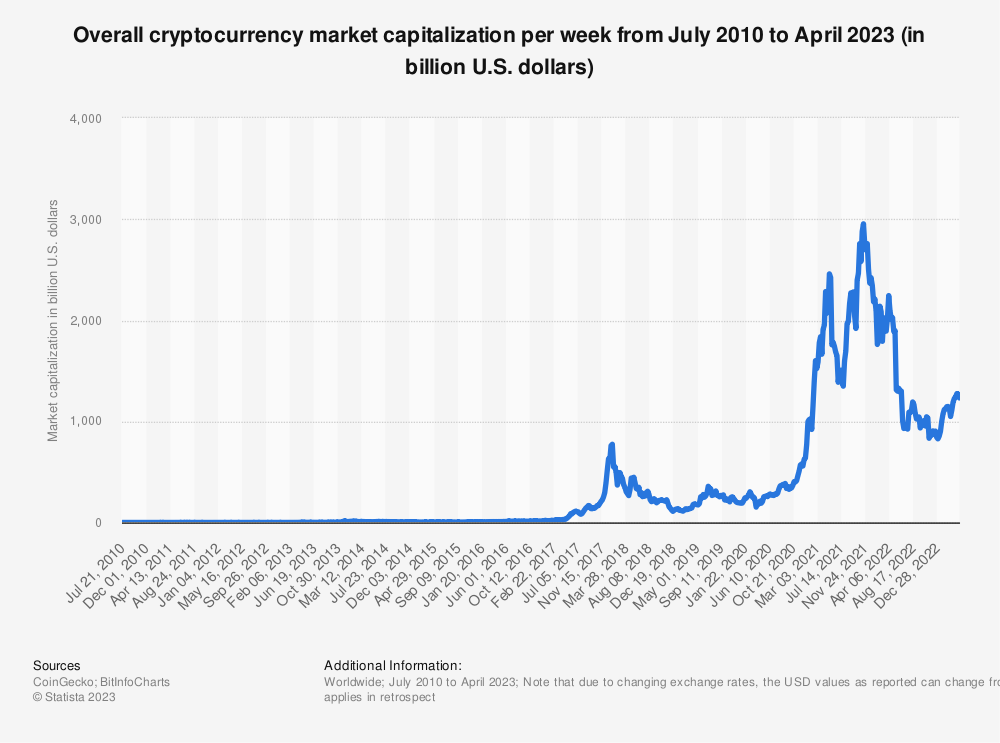 Overall cryptocurrency market capitalization per week from July 2010 to April 2023 (in
billion U.S. dollars)
Market capitalization in billion U.S. dollars
4,000
3,000
2,000
1,000
0
Jul 21, 2010
Dec 01, 2010
Apr 13, 2011
Aug 24, 2011
Jan 04, 2012
May 16, 2012
Sep 26, 2012
Feb 06, 2013
Jun 19, 2013
Oct 30, 2013
Mar 12, 2014
Jul 23, 2014
Dec 03, 2014
Apr 29, 2015
Sep 09, 2015
Jan 20, 2016
Jun 01, 2016
Oct 12, 2016
Feb 22, 2017
Jul 05, 2017
Nov 15, 2017
Mar 28, 2018
Aug 08, 2018
Dec 19, 2018
May 01, 2019
Sep 11, 2019
Jan 22, 2020
Jun 10, 2020
Oct 21, 2020
Mar 03, 2021
Jul 14, 2021
Nov 24, 2021
Apr 06, 2022
Aug 17, 2022
Dec 28, 2022
Sources
CoinGecko; BitInfoCharts
© Statista 2023
Additional Information:
Worldwide; July 2010 to April 2023; Note that due to changing exchange rates, the USD values as reported can change
applies in retrospect